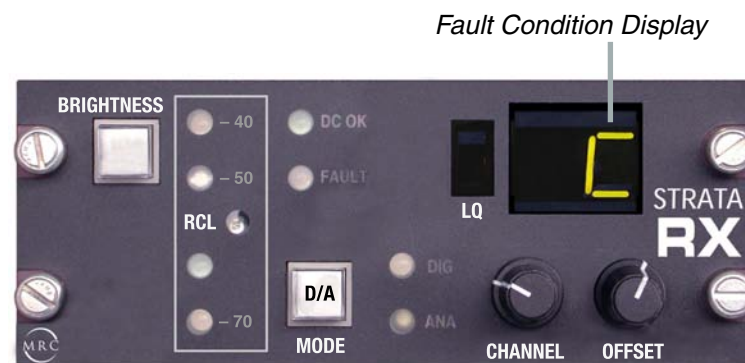 Fault Condition Display
BRIGHTNESS
– 40
DC OK
– 50
FAULT
RCL
LQ
C
STRATA
RX
DIG
D/A
– 70
ANA
MRC
MODE
CHANNEL
OFFSET